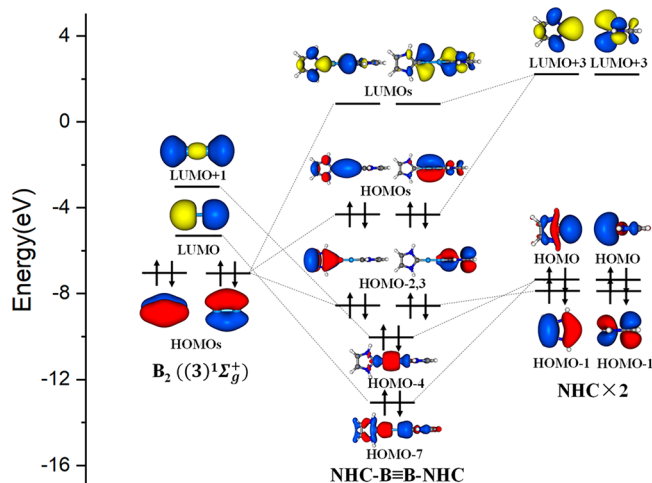 Energy(eV)
4
0
-4
-8
-12
-16
LUMO+1
LUMO
HOMOs
B₂ ((3)¹Σg⁺)
LUMOs
HOMOs
HOMO-2,3
HOMO-4
HOMO-7
NHC-B≡B-NHC
LUMO+3 LUMO+3
HOMO HOMO
HOMO-1 HOMO-1
NHC×2